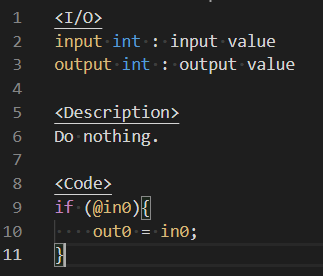 1 <I/O>
2 input int : input value
3 output int : output value
4
5 <Description>
6 Do nothing.
7
8 <Code>
9 if (@in0){
10     out0 = in0;
11 }